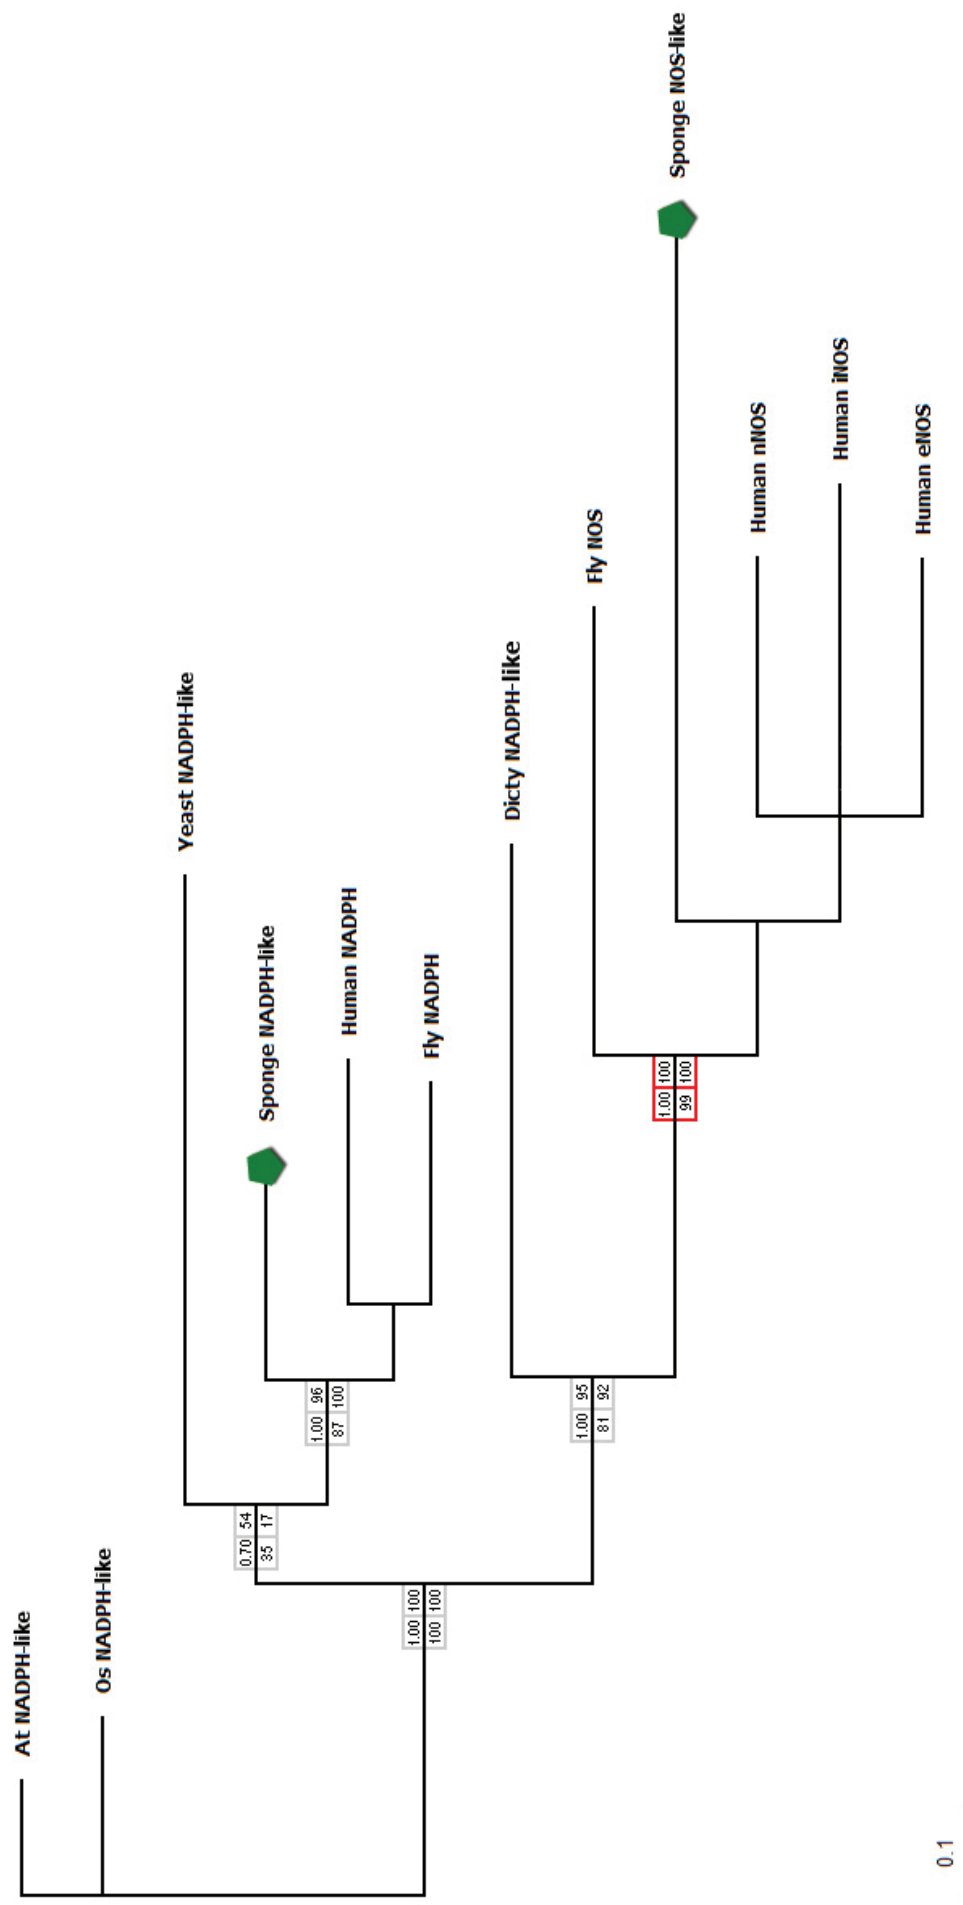 At NADPH-like
Os NADPH-like
Yeast NADPH-like
Sponge NADPH-like
Human NADPH
Fly NADPH
Dicty NADPH-like
Fly NOS
Sponge NOS-like
Human nNOS
Human iNOS
Human eNOS
1.00 100
100 100
0.70 54
35 17
1.00 96
87 100
1.00 95
81 92
1.00 100
99 100
0.1